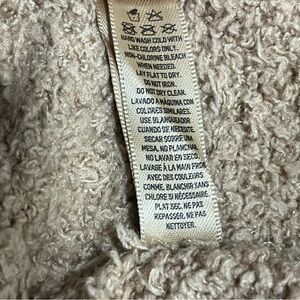 HAND WASH COLD WITH
LIKE COLORS ONLY.
NON-CHLORINE BLEACH
WHEN NEEDED.
LAY FLAT TO DRY.
DO NOT IRON.
DO NOT DRY CLEAN.
LAVADO A MAQUINA CON
COLORES SIMILARES.
USE BLANQUEADOR
CUANDO SE NECESITE.
SECAR SOBRE UNA
MESA, NO PLANCHAR.
NO LAVAR EN SECO.
LAVAGE À LA MAIN FROID
AVEC DES COULEURS
COMME, BLANCHIR SANS
CHLORE SI NÉCESSAIRE.
PLAT SEC. NE PAS
REPASSER, NE PAS
NETTOYER.